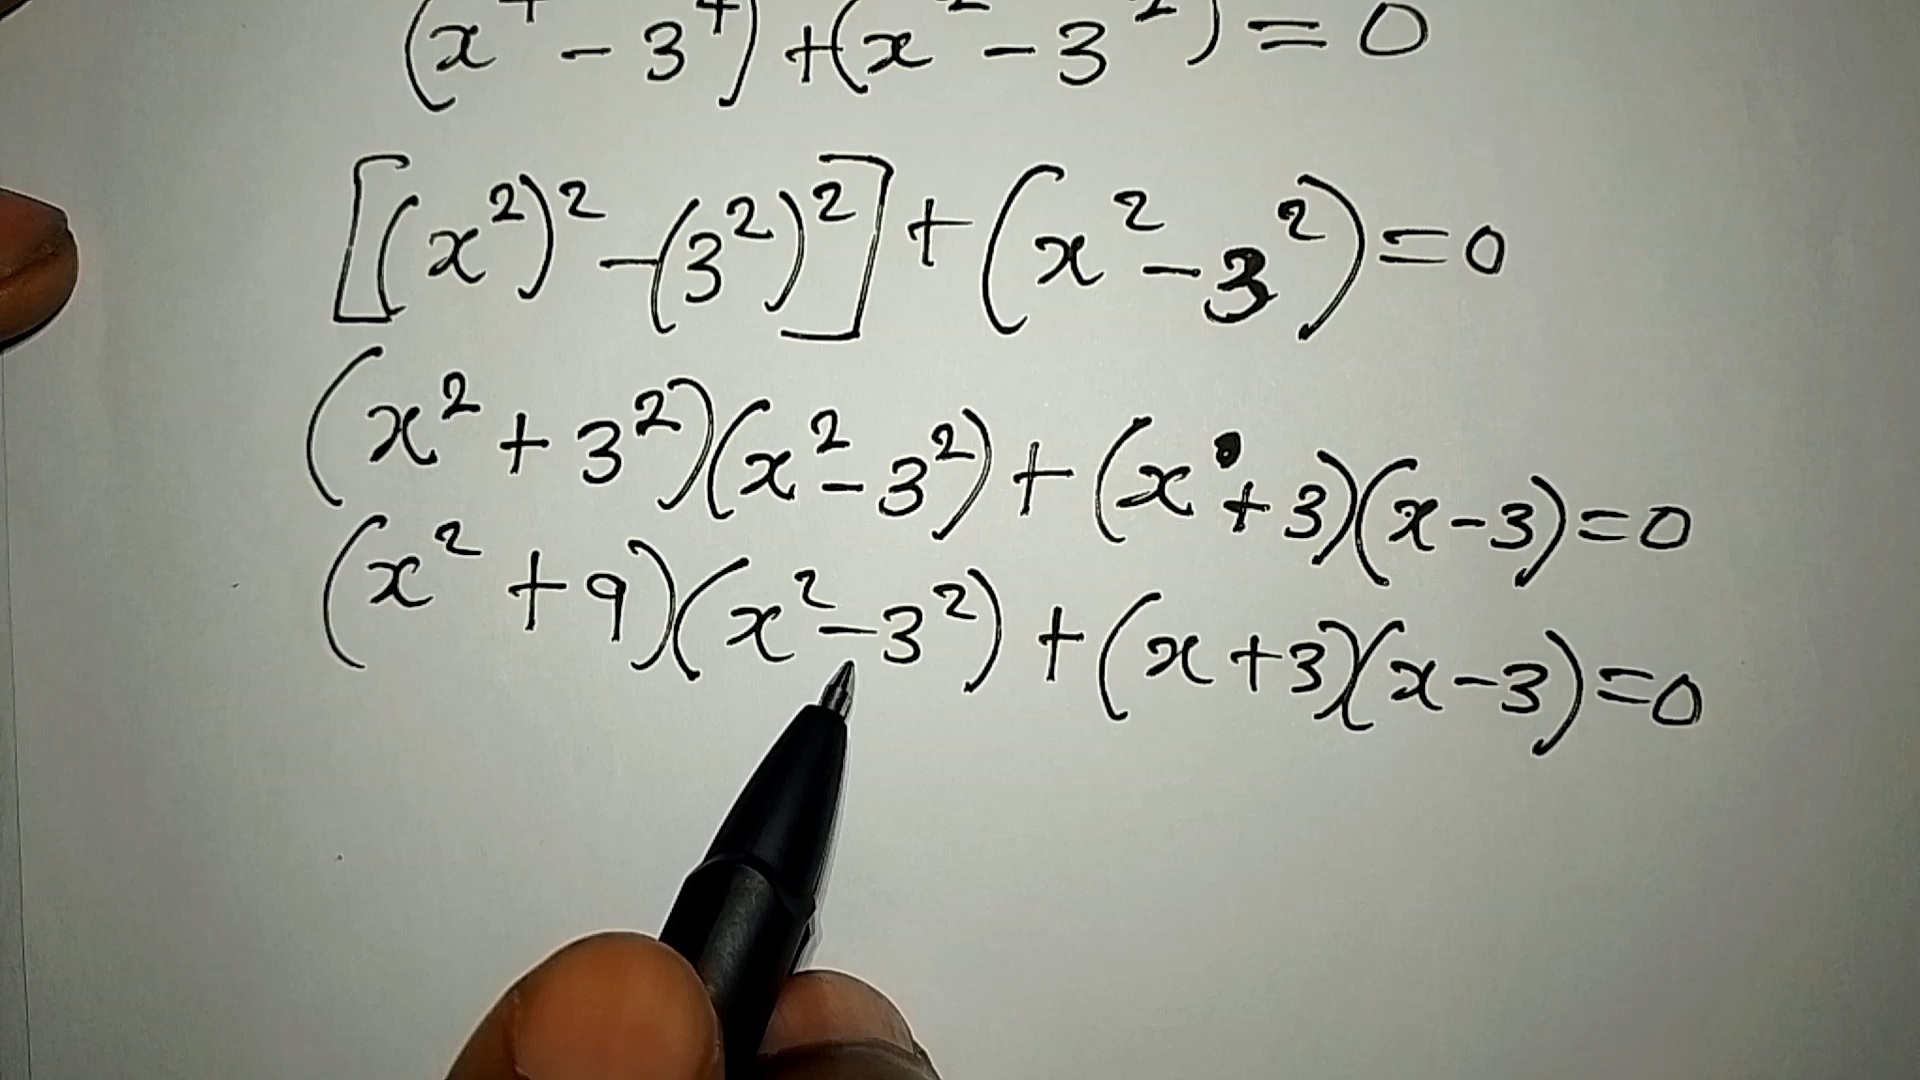 (x⁴ - 3⁴) + (x² - 3²) = 0
[(x²)² - (3²)²] + (x² - 3²) = 0
(x² + 3²)(x² - 3²) + (x + 3)(x - 3) = 0
(x² + 9)(x² - 3²) + (x + 3)(x - 3) = 0